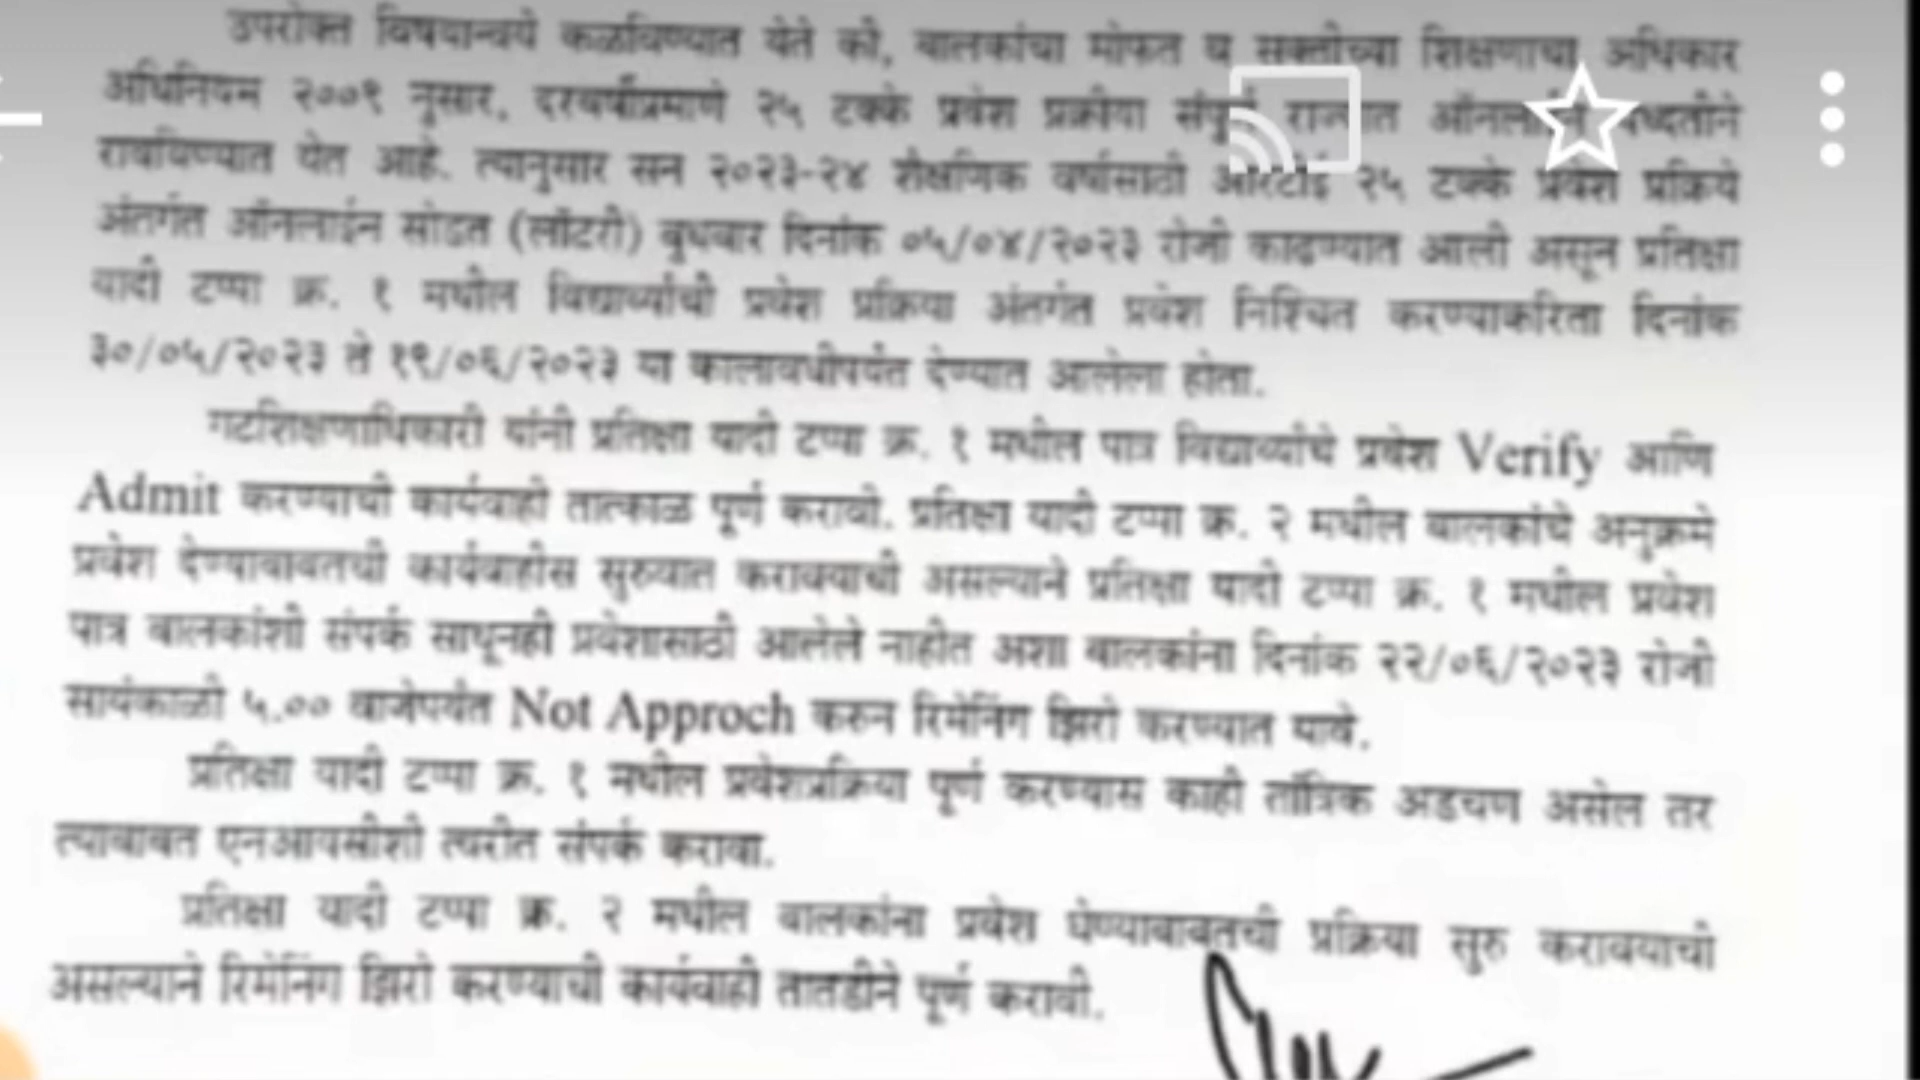 उपरोक्त विषयान्वये कळविण्यात येते की, बालकांचा मोफत व सक्तीच्या शिक्षणाचा अधिकार
अधिनियम २००९ नुसार, दरवर्षीप्रमाणे २५ टक्के प्रवेश प्रक्रीया संपूर्ण राज्यात ऑनलाईन पध्दतीने
राबविण्यात येत आहे. त्यानुसार सन २०२३-२४ शैक्षणिक वर्षासाठी आरटीई २५ टक्के प्रवेश प्रक्रिये
अंतर्गत ऑनलाईन सोडत (लॉटरी) बुधवार दिनांक ०५/०४/२०२३ रोजी काढण्यात आली असून प्रतिक्षा
यादी टप्पा क्र. १ मधील विद्यार्थ्यांची प्रवेश प्रक्रिया अंतर्गत प्रवेश निश्चित करण्याकरिता दिनांक
३०/०५/२०२३ ते १९/०६/२०२३ या कालावधीपर्यंत देण्यात आलेला होता.
गटशिक्षणाधिकारी यांनी प्रतिक्षा यादी टप्पा क्र. १ मधील पात्र विद्यार्थ्यांचे प्रवेश Verify आणि
Admit करण्याची कार्यवाही तात्काळ पूर्ण करावी. प्रतिक्षा यादी टप्पा क्र. २ मधील बालकांचे अनुक्रमे
प्रवेश देण्याबाबतची कार्यवाहीस सुरुवात करावयाची असल्याने प्रतिक्षा यादी टप्पा क्र. १ मधील प्रवेश
पात्र बालकांशी संपर्क साधूनही प्रवेशासाठी आलेले नाहीत अशा बालकांना दिनांक २२/०६/२०२३ रोजी
सायंकाळी ५.०० वाजेपर्यंत Not Approch करुन रिमेनिंग झिरो करण्यात यावे.
प्रतिक्षा यादी टप्पा क्र. १ मधील प्रवेशप्रक्रिया पूर्ण करण्यास काही तांत्रिक अडचण असेल तर
त्याबाबत एनआयसीशी त्वरीत संपर्क करावा.
प्रतिक्षा यादी टप्पा क्र. २ मधील बालकांना प्रवेश घेण्याबाबतची प्रक्रिया सुरु करावयाची
असल्याने रिमेनिंग झिरो करण्याची कार्यवाही तातडीने पूर्ण करावी.